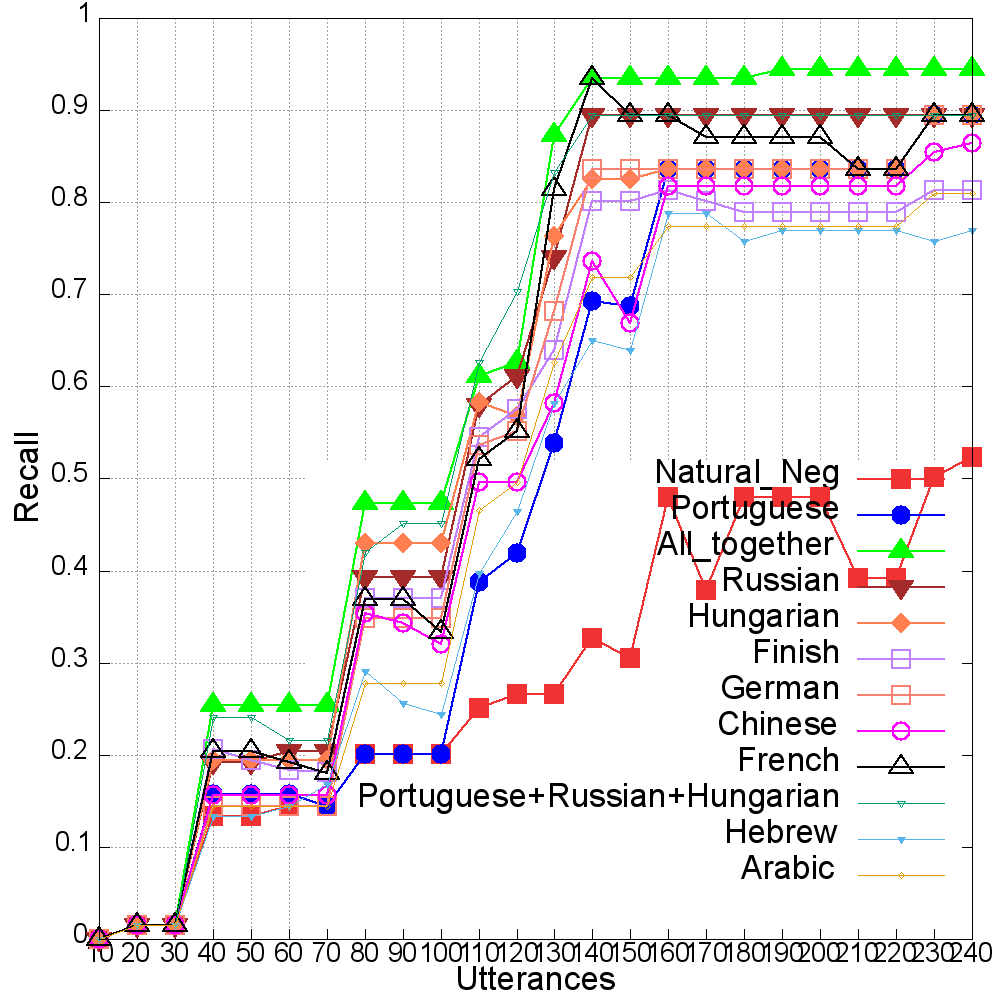 1
0.9
0.8
0.7
0.6
0.5
0.4
0.3
0.2
0.1
0
Recall
Natural_Neg
Portuguese
All_together
Russian
Hungarian
Finish
German
Chinese
French
Portuguese+Russian+Hungarian
Hebrew
Arabic
10 20 30 40 50 60 70 80 90 100 110 120 130 140 150 160 170 180 190 200 210 220 230 240
Utterances